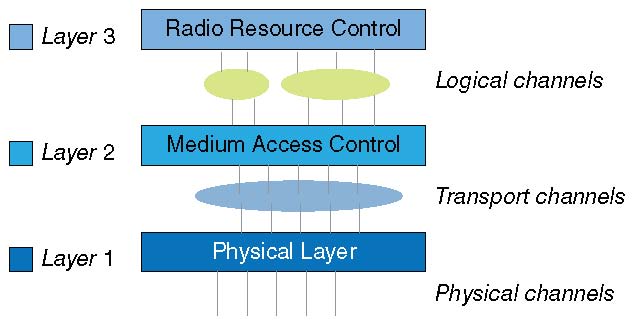 Layer 3
Radio Resource Control
Logical channels
Layer 2
Medium Access Control
Transport channels
Layer 1
Physical Layer
Physical channels